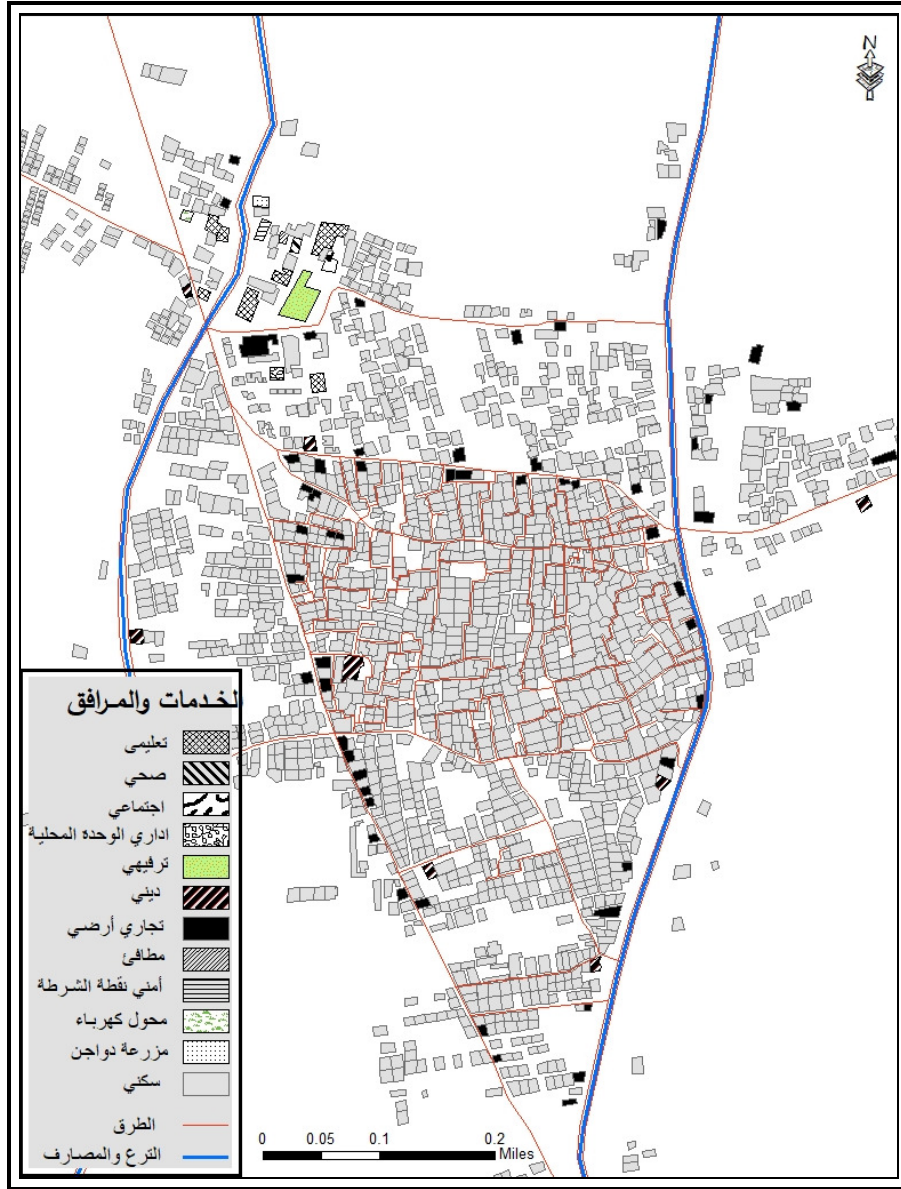 N
الخدمات والمرافق
تعليمي
صحي
اجتماعي
اداري الوحده المحلية
ترفيهي
ديني
تجاري أرضي
مطافئ
أمني نقطة الشرطة
محول كهرباء
مزرعة دواجن
سكني
الطرق
الترع والمصارف
0 0.05 0.1 0.2
Miles